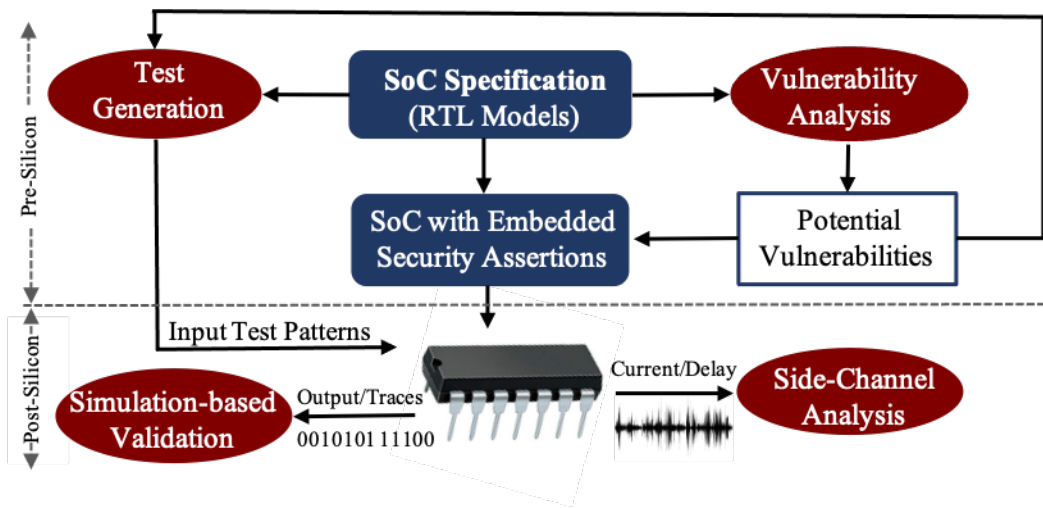 Pre-Silicon
Test
Generation
SoC Specification
(RTL Models)
Vulnerability
Analysis
SoC with Embedded
Security Assertions
Potential
Vulnerabilities
Post-Silicon
Input Test Patterns
Simulation-based
Validation
Output/Traces
0010101 11100
Current/Delay
Side-Channel
Analysis